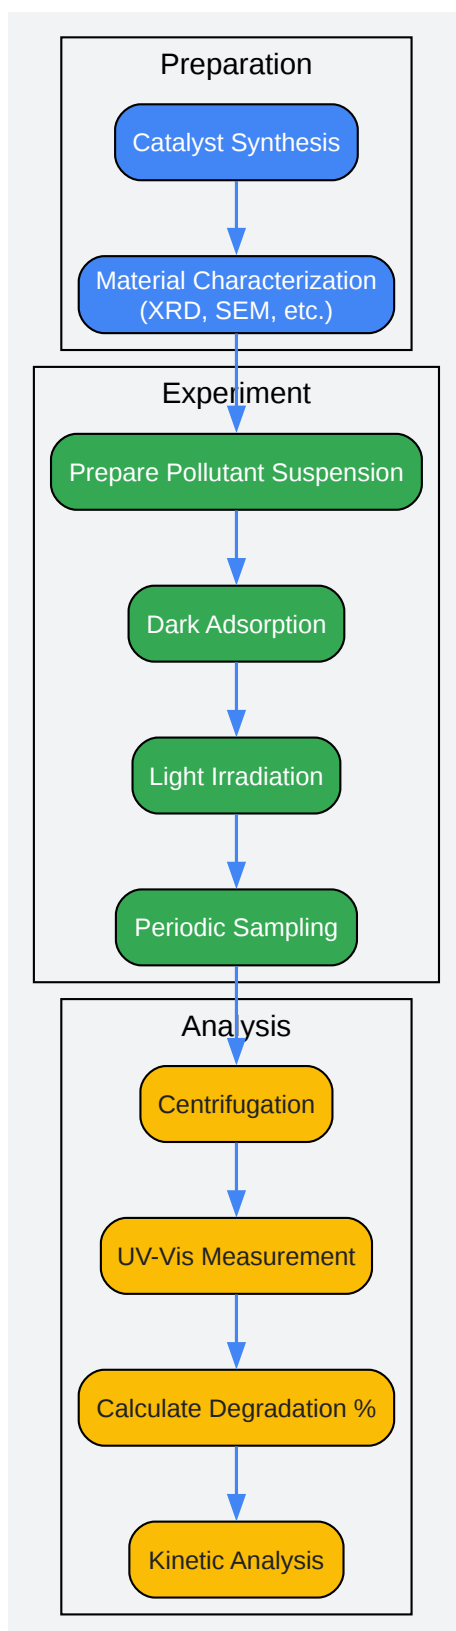 Preparation
Catalyst Synthesis
Material Characterization
(XRD, SEM, etc.)
Experiment
Prepare Pollutant Suspension
Dark Adsorption
Light Irradiation
Periodic Sampling
Analysis
Centrifugation
UV-Vis Measurement
Calculate Degradation %
Kinetic Analysis